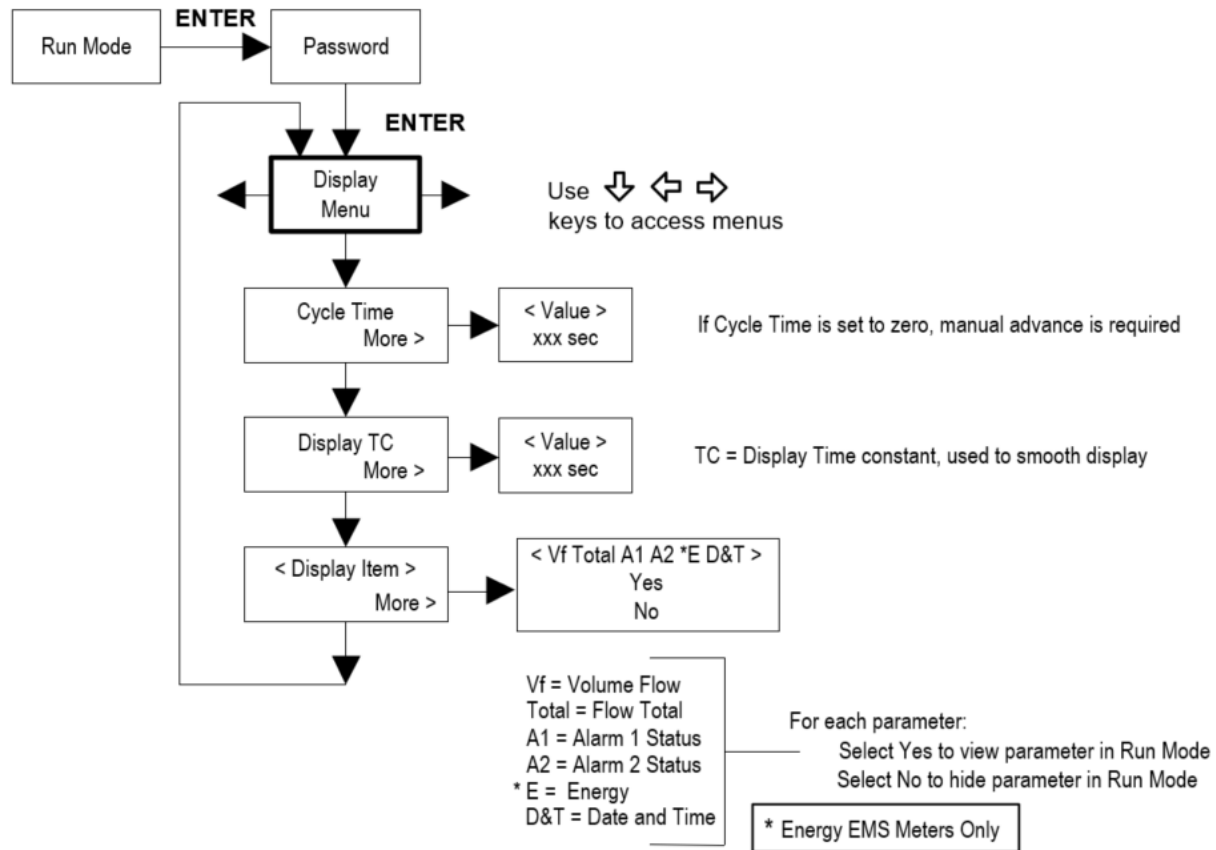 ENTER
Run Mode
Password
ENTER
Display
Menu
Use
keys to access menus
Cycle Time
More >
< Value >
xxx sec
If Cycle Time is set to zero, manual advance is required
Display TC
More >
< Value >
xxx sec
TC = Display Time constant, used to smooth display
< Display Item >
More >
< Vf Total A1 A2 *E D&T >
Yes
No
Vf = Volume Flow
Total = Flow Total
A1 = Alarm 1 Status
A2 = Alarm 2 Status
* E = Energy
D&T = Date and Time
For each parameter:
Select Yes to view parameter in Run Mode
Select No to hide parameter in Run Mode
* Energy EMS Meters Only